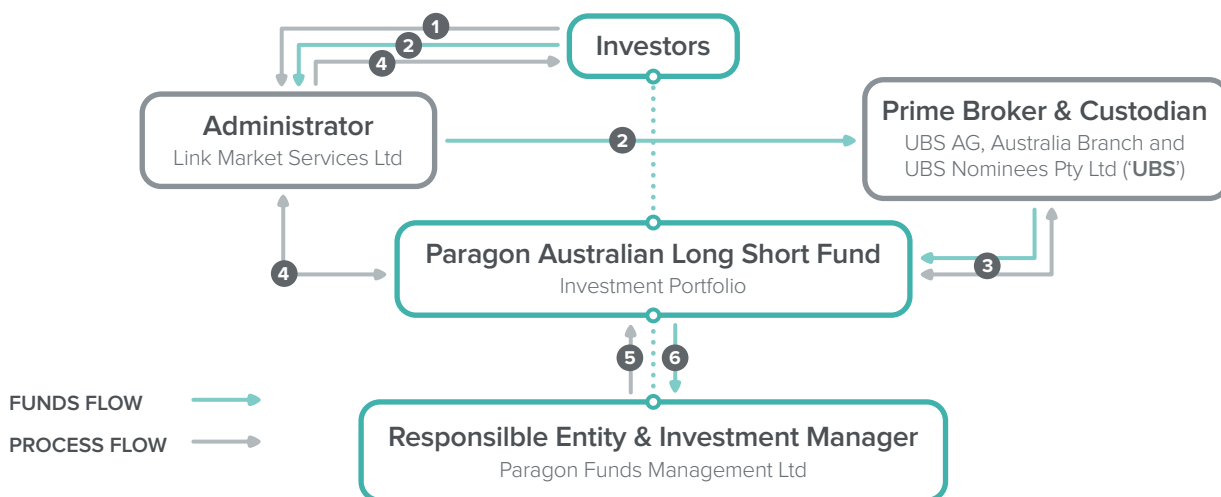 1
2
4
Investors
Administrator
Link Market Services Ltd
2
Prime Broker & Custodian
UBS AG, Australia Branch and
UBS Nominees Pty Ltd (‘UBS’)
Paragon Australian Long Short Fund
Investment Portfolio
4
3
5
6
FUNDS FLOW
PROCESS FLOW
Responsilble Entity & Investment Manager
Paragon Funds Management Ltd